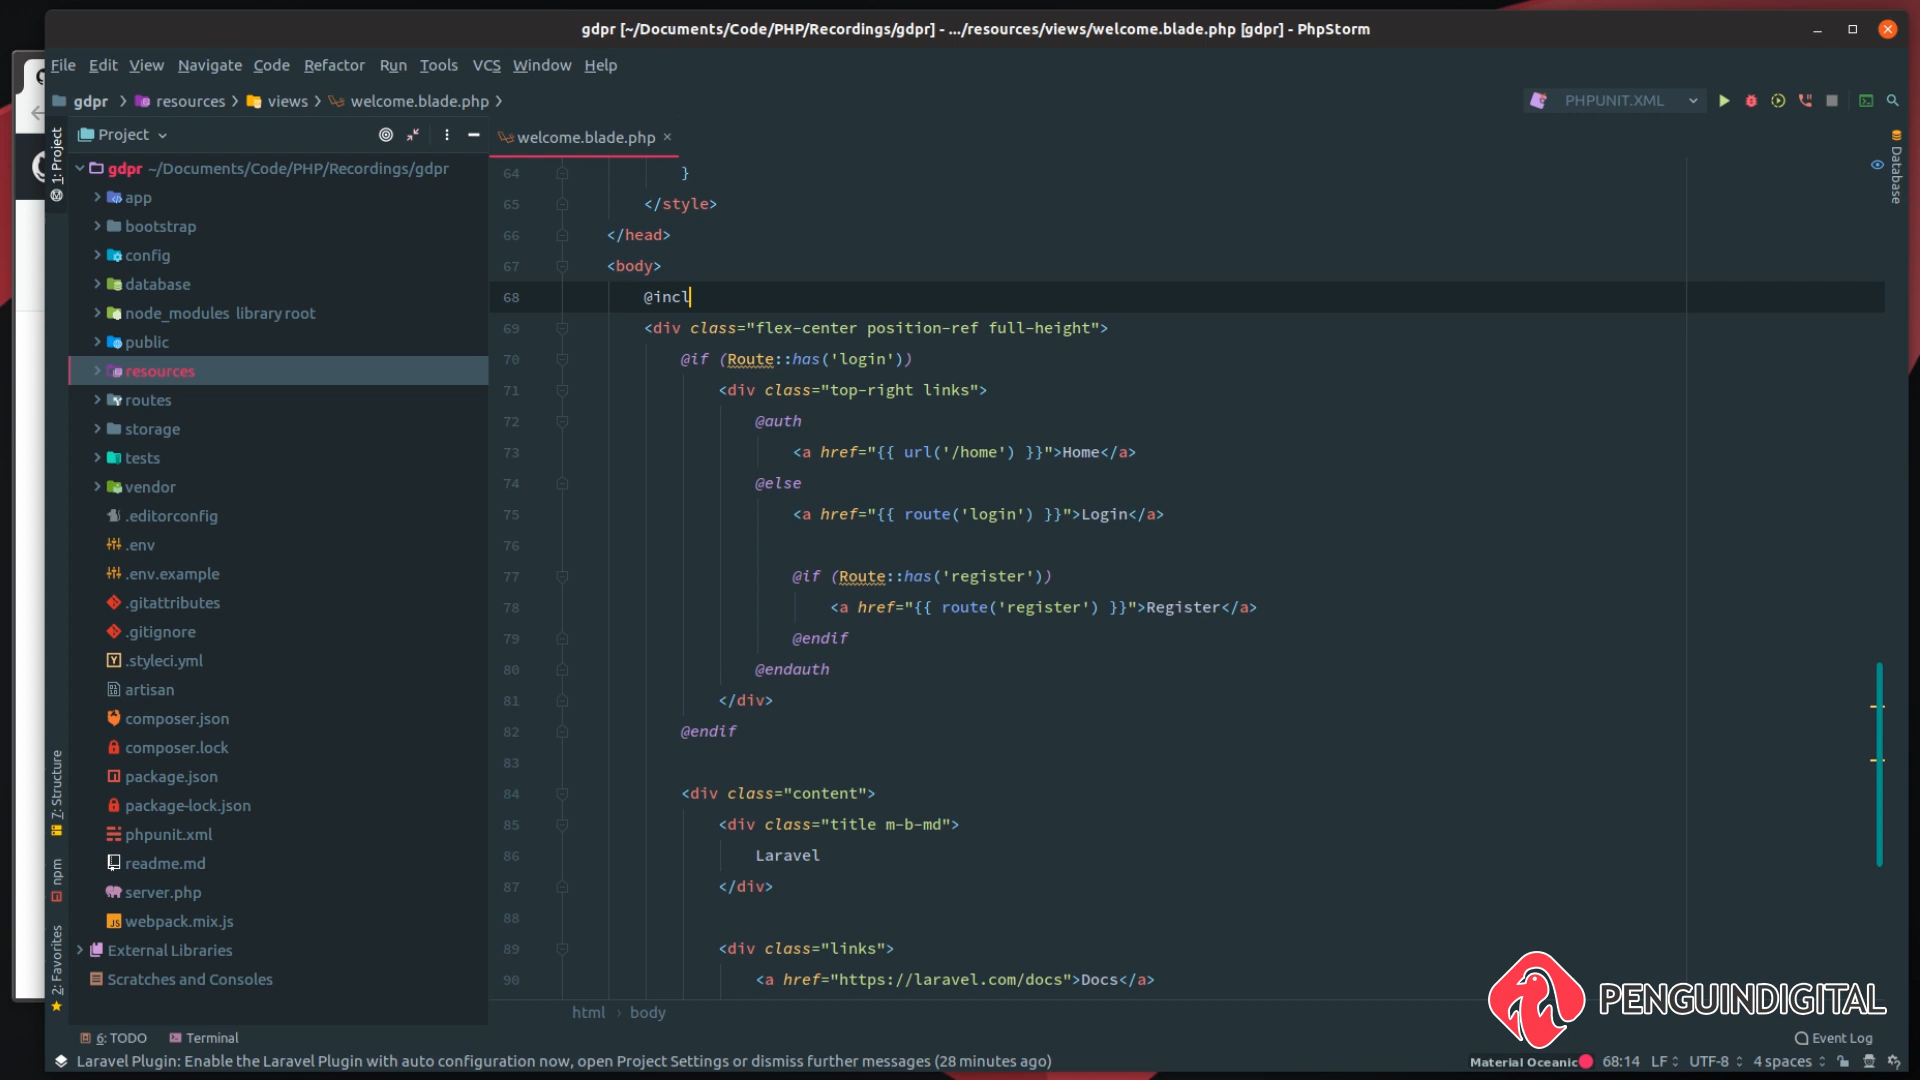 gdpr [~/Documents/Code/PHP/Recordings/gdpr] - .../resources/views/welcome.blade.php [gdpr] - PhpStorm
File Edit View Navigate Code Refactor Run Tools VCS Window Help
gdpr resources views welcome.blade.php
PHPUNIT.XML
Project
welcome.blade.php
1: Project
Database
7: Structure
npm
2: Favorites
gdpr ~/Documents/Code/PHP/Recordings/gdpr
app
bootstrap
config
database
node_modules library root
public
resources
routes
storage
tests
vendor
.editorconfig
.env
.env.example
.gitattributes
.gitignore
.styleci.yml
artisan
composer.json
composer.lock
package.json
package-lock.json
phpunit.xml
readme.md
server.php
webpack.mix.js
External Libraries
Scratches and Consoles
64 }
65 </style>
66 </head>
67 <body>
68 @incl
69 <div class="flex-center position-ref full-height">
70 @if (Route::has('login'))
71 <div class="top-right links">
72 @auth
73 <a href="{{ url('/home') }}">Home</a>
74 @else
75 <a href="{{ route('login') }}">Login</a>
76
77 @if (Route::has('register'))
78 <a href="{{ route('register') }}">Register</a>
79 @endif
80 @endauth
81 </div>
82 @endif
83
84 <div class="content">
85 <div class="title m-b-md">
86 Laravel
87 </div>
88
89 <div class="links">
90 <a href="https://laravel.com/docs">Docs</a>
html › body
PENGUINDIGITAL
6: TODO Terminal
Event Log
Laravel Plugin: Enable the Laravel Plugin with auto configuration now, open Project Settings or dismiss further messages (28 minutes ago)
Material Oceanic 68:14 LF UTF-8 4 spaces